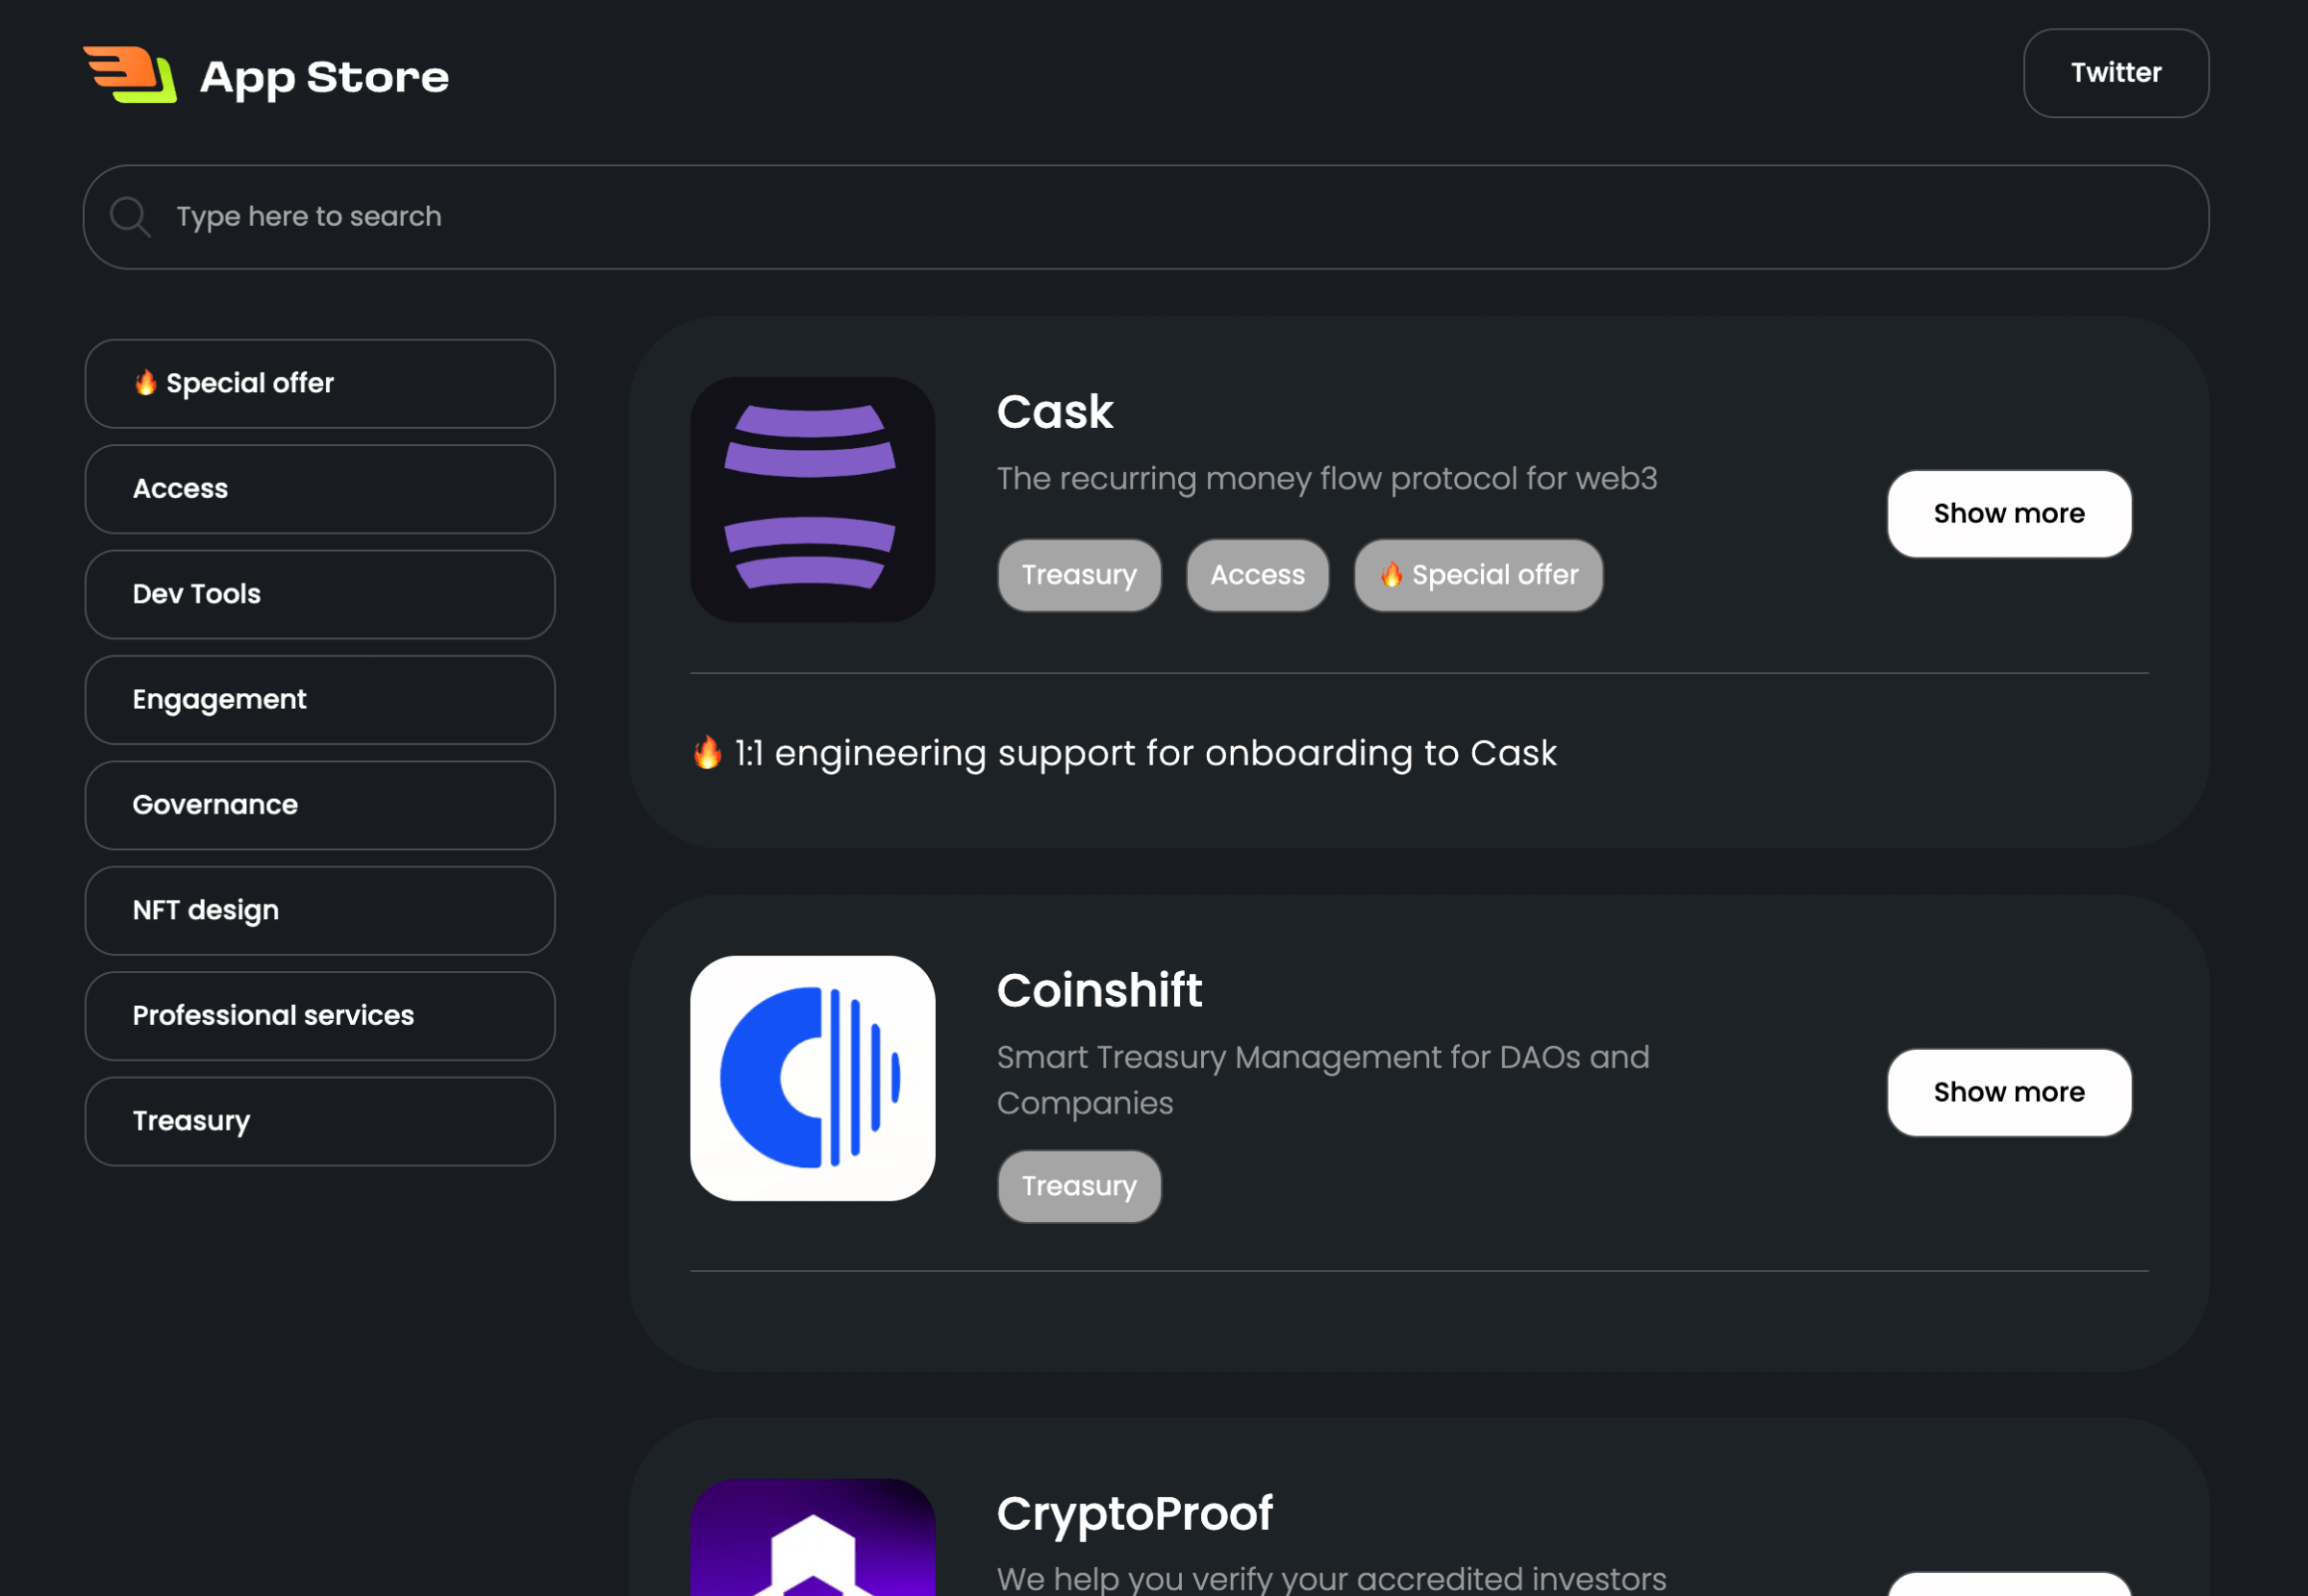 App Store
Twitter
Type here to search
🔥 Special offer
Access
Dev Tools
Engagement
Governance
NFT design
Professional services
Treasury
Cask
The recurring money flow protocol for web3
Treasury Access 🔥 Special offer
Show more
🔥 1:1 engineering support for onboarding to Cask
Coinshift
Smart Treasury Management for DAOs and
Companies
Treasury
Show more
CryptoProof
We help you verify your accredited investors